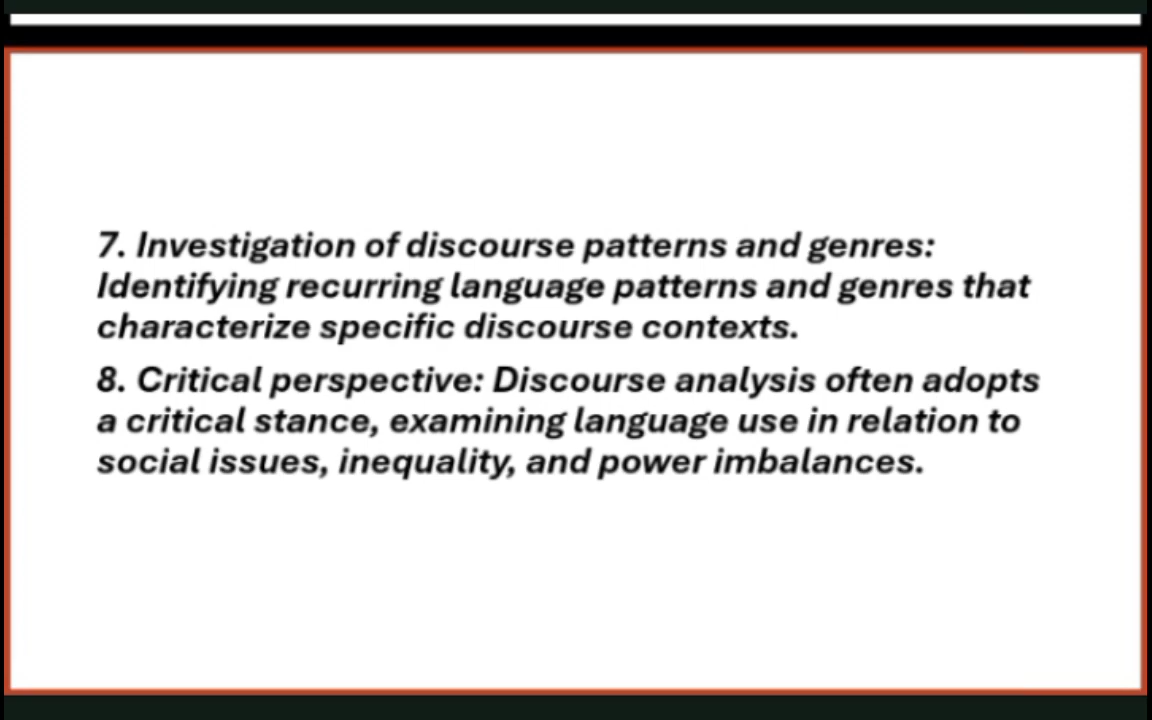 7. Investigation of discourse patterns and genres:
Identifying recurring language patterns and genres that
characterize specific discourse contexts.
8. Critical perspective: Discourse analysis often adopts
a critical stance, examining language use in relation to
social issues, inequality, and power imbalances.